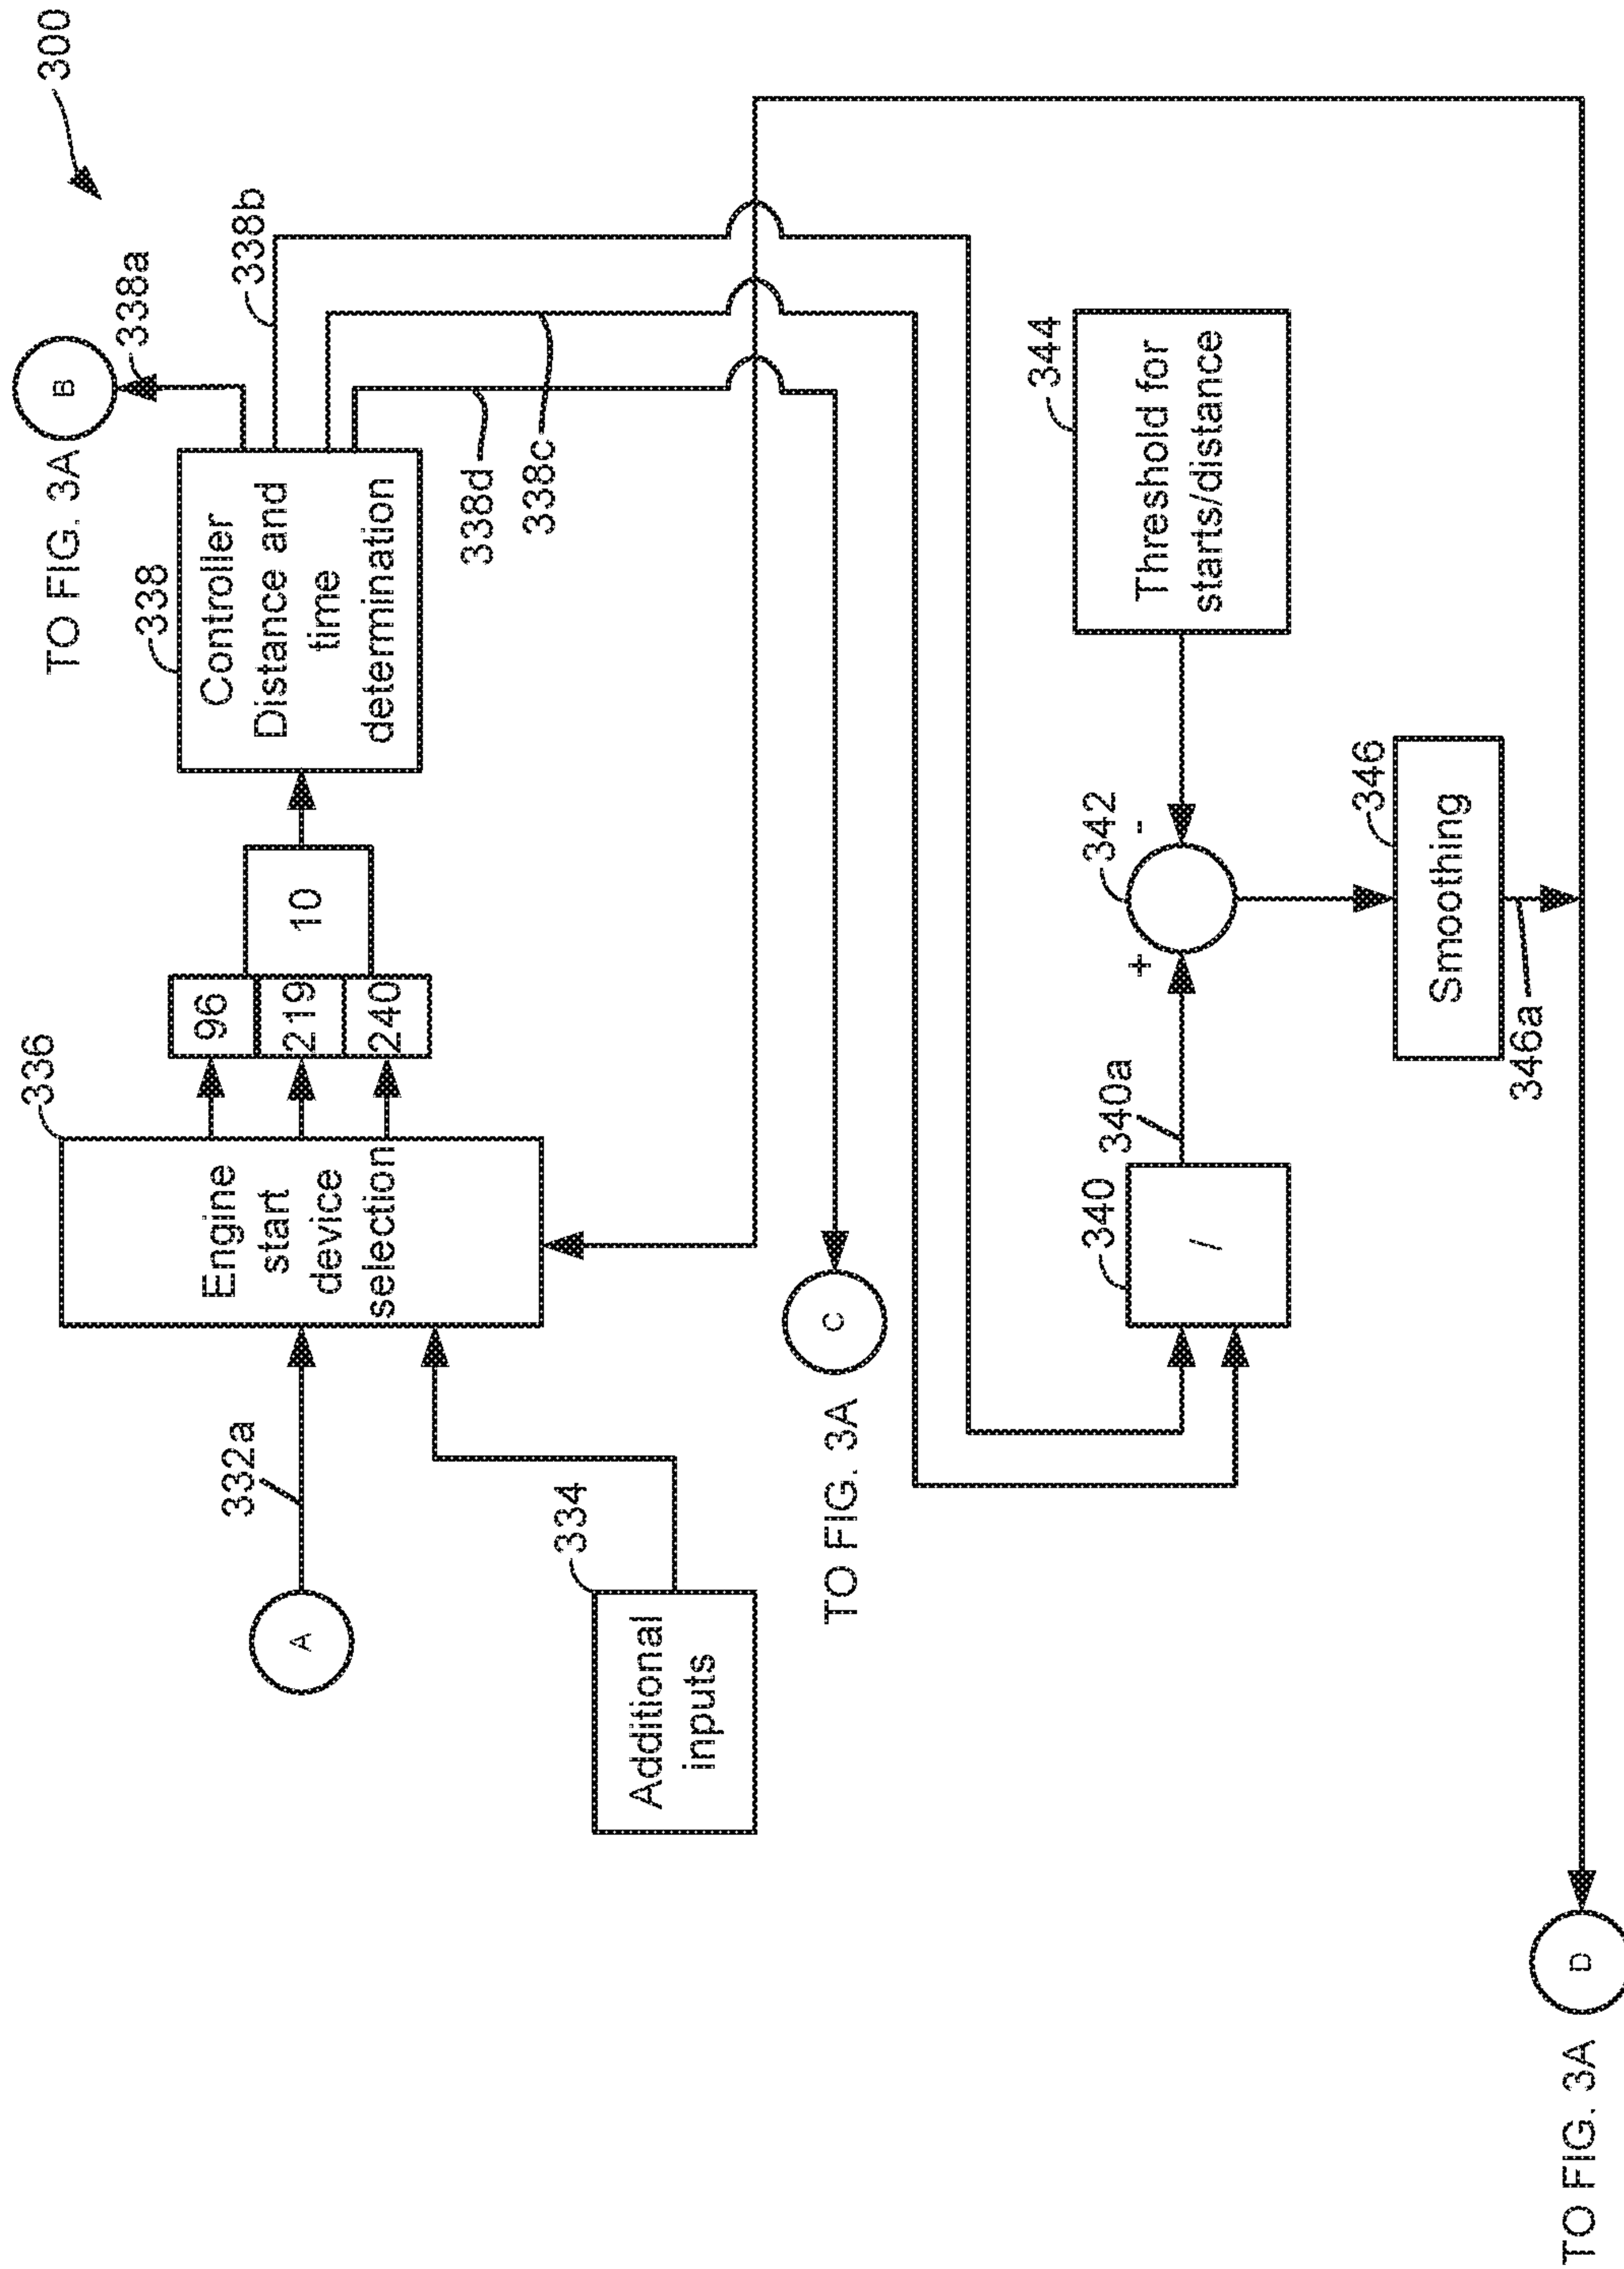 300
TO FIG. 3A
B
338a
338
338b
Controller
Distance and
time
determination
336
Engine
start
device
selection
96
219
240
10
A
332a
334
Additional
inputs
338d
338c
TO FIG. 3A
C
340
/
340a
342
+
-
344
Threshold for
starts/distance
346
Smoothing
346a
TO FIG. 3A
D